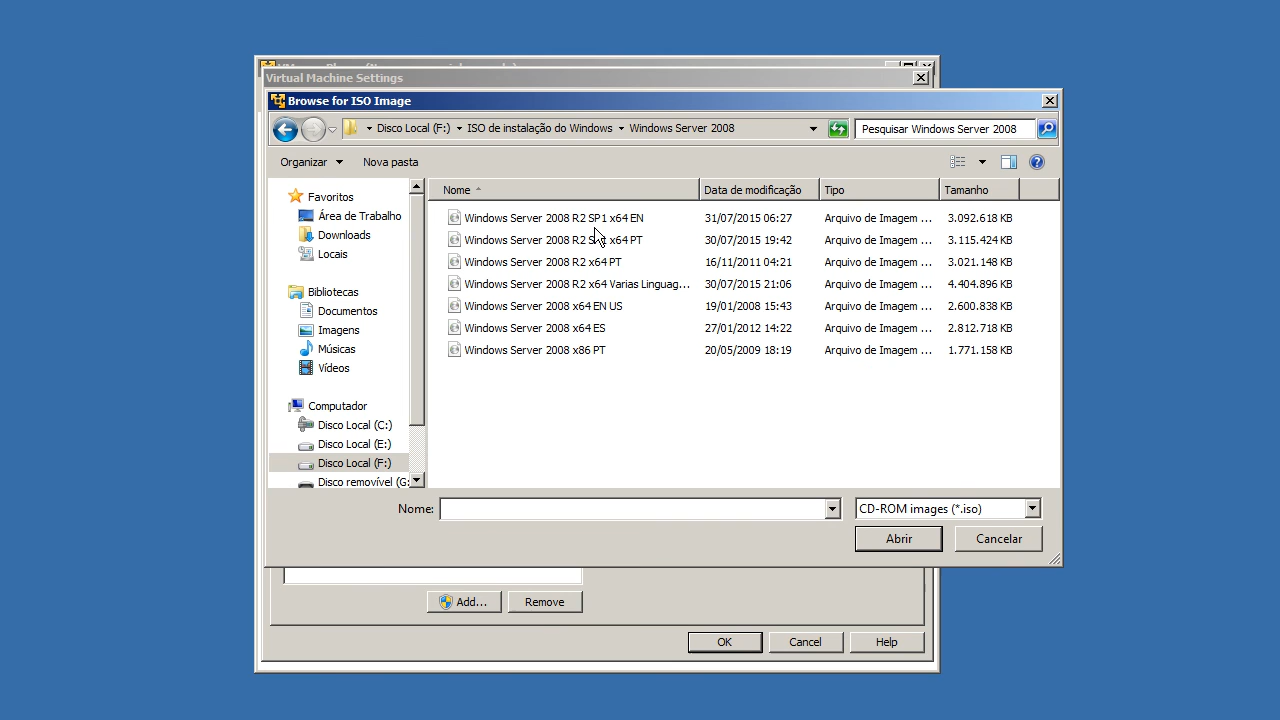 Virtual Machine Settings
Browse for ISO Image
Disco Local (F:) ISO de instalação do Windows Windows Server 2008
Pesquisar Windows Server 2008
Organizar Nova pasta
Favoritos
Área de Trabalho
Downloads
Locais
Bibliotecas
Documentos
Imagens
Músicas
Vídeos
Computador
Disco Local (C:)
Disco Local (E:)
Disco Local (F:)
Disco removível (G:
Nome Data de modificação Tipo Tamanho
Windows Server 2008 R2 SP1 x64 EN 31/07/2015 06:27 Arquivo de Imagem ... 3.092.618 KB
Windows Server 2008 R2 x64 PT 30/07/2015 19:42 Arquivo de Imagem ... 3.115.424 KB
Windows Server 2008 R2 x64 PT 16/11/2011 04:21 Arquivo de Imagem ... 3.021.148 KB
Windows Server 2008 R2 x64 Varias Linguag... 30/07/2015 21:06 Arquivo de Imagem ... 4.404.896 KB
Windows Server 2008 x64 EN US 19/01/2008 15:43 Arquivo de Imagem ... 2.600.838 KB
Windows Server 2008 x64 ES 27/01/2012 14:22 Arquivo de Imagem ... 2.812.718 KB
Windows Server 2008 x86 PT 20/05/2009 18:19 Arquivo de Imagem ... 1.771.158 KB
Nome:
CD-ROM images (*.iso)
Abrir Cancelar
Add... Remove
OK Cancel Help